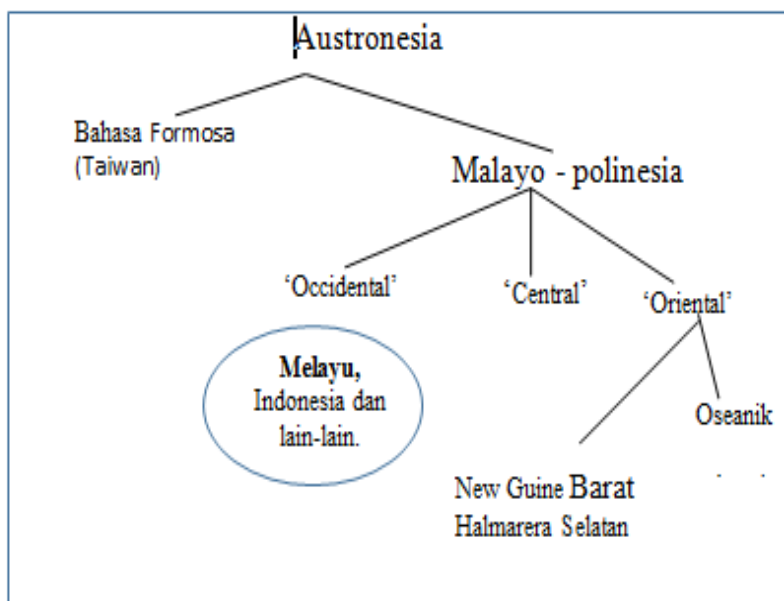 Austronesia
Bahasa Formosa
(Taiwan)
Malayo - polinesia
‘Occidental’
‘Central’
‘Oriental’
Melayu,
Indonesia dan
lain-lain.
Oseanik
New Guine Barat
Halmarera Selatan